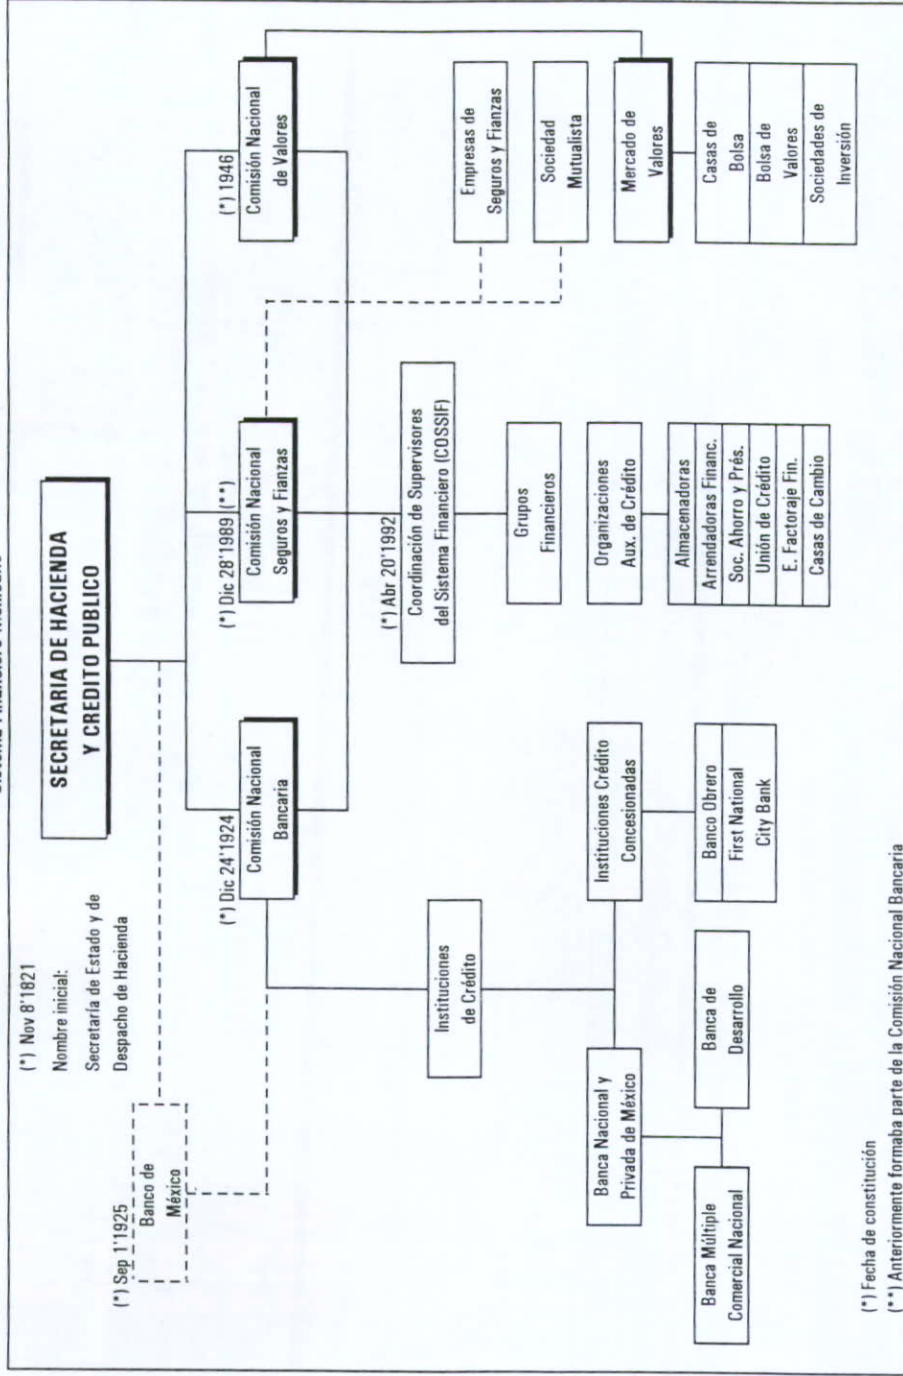 Sistema Financiero Mexicano
(*) Nov 8'1821
Nombre inicial:
Secretaría de Estado y de
Despacho de Hacienda
SECRETARIA DE HACIENDA
Y CREDITO PUBLICO
(*) Sep 1'1925
Banco de
México
(*) Dic 24'1924
Comisión Nacional
Bancaria
(*) Dic 28'1989 (**)
Comisión Nacional
Seguros y Fianzas
(*) 1946
Comisión Nacional
de Valores
(*) Abr 20'1992
Coordinación de Supervisores
del Sistema Financiero (COSSIF)
Instituciones
de Crédito
Grupos
Financieros
Empresas de
Seguros y Fianzas
Sociedad
Mutualista
Banca Nacional y
Privada de México
Instituciones Crédito
Concesionadas
Organizaciones
Aux. de Crédito
Mercado de
Valores
Banca Múltiple
Comercial Nacional
Banca de
Desarrollo
Banco Obrero
First National
City Bank
Almacenadoras
Arrendadoras Financ.
Soc. Ahorro y Prés.
Unión de Crédito
E. Factoraje Fin.
Casas de Cambio
Casas de
Bolsa
Bolsa de
Valores
Sociedades de
Inversión
(*) Fecha de constitución
(**) Anteriormente formaba parte de la Comisión Nacional Bancaria